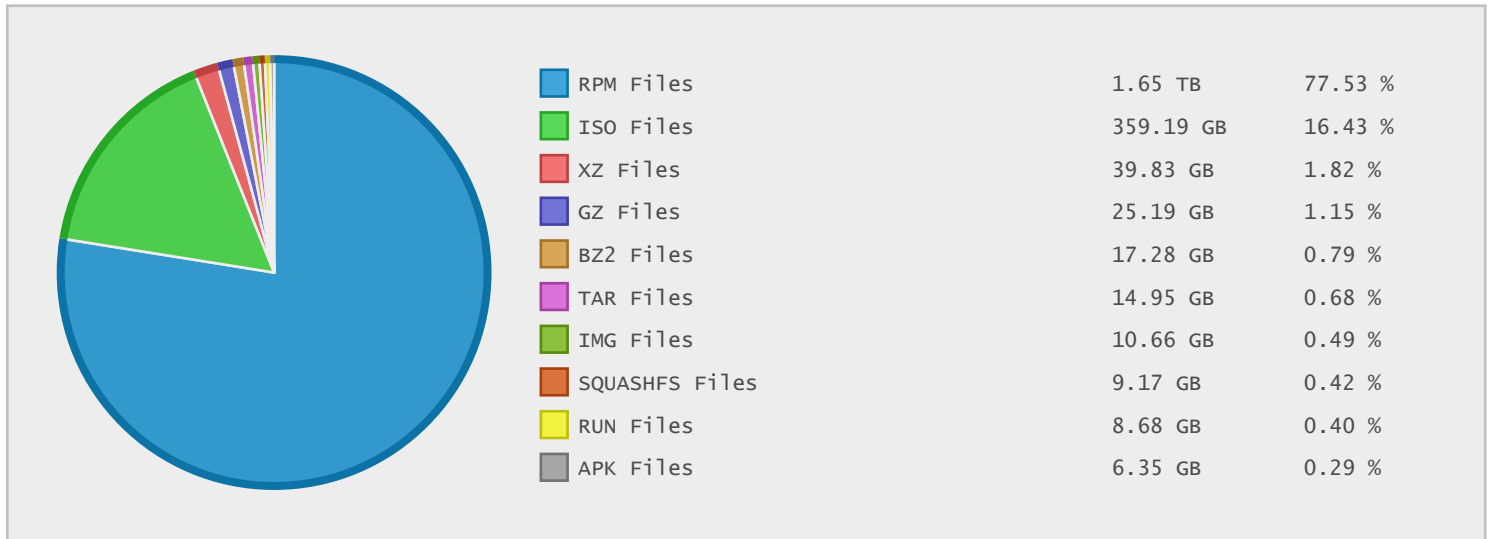 RPM Files 1.65 TB 77.53 %
ISO Files 359.19 GB 16.43 %
XZ Files 39.83 GB 1.82 %
GZ Files 25.19 GB 1.15 %
BZ2 Files 17.28 GB 0.79 %
TAR Files 14.95 GB 0.68 %
IMG Files 10.66 GB 0.49 %
SQUASHFS Files 9.17 GB 0.42 %
RUN Files 8.68 GB 0.40 %
APK Files 6.35 GB 0.29 %